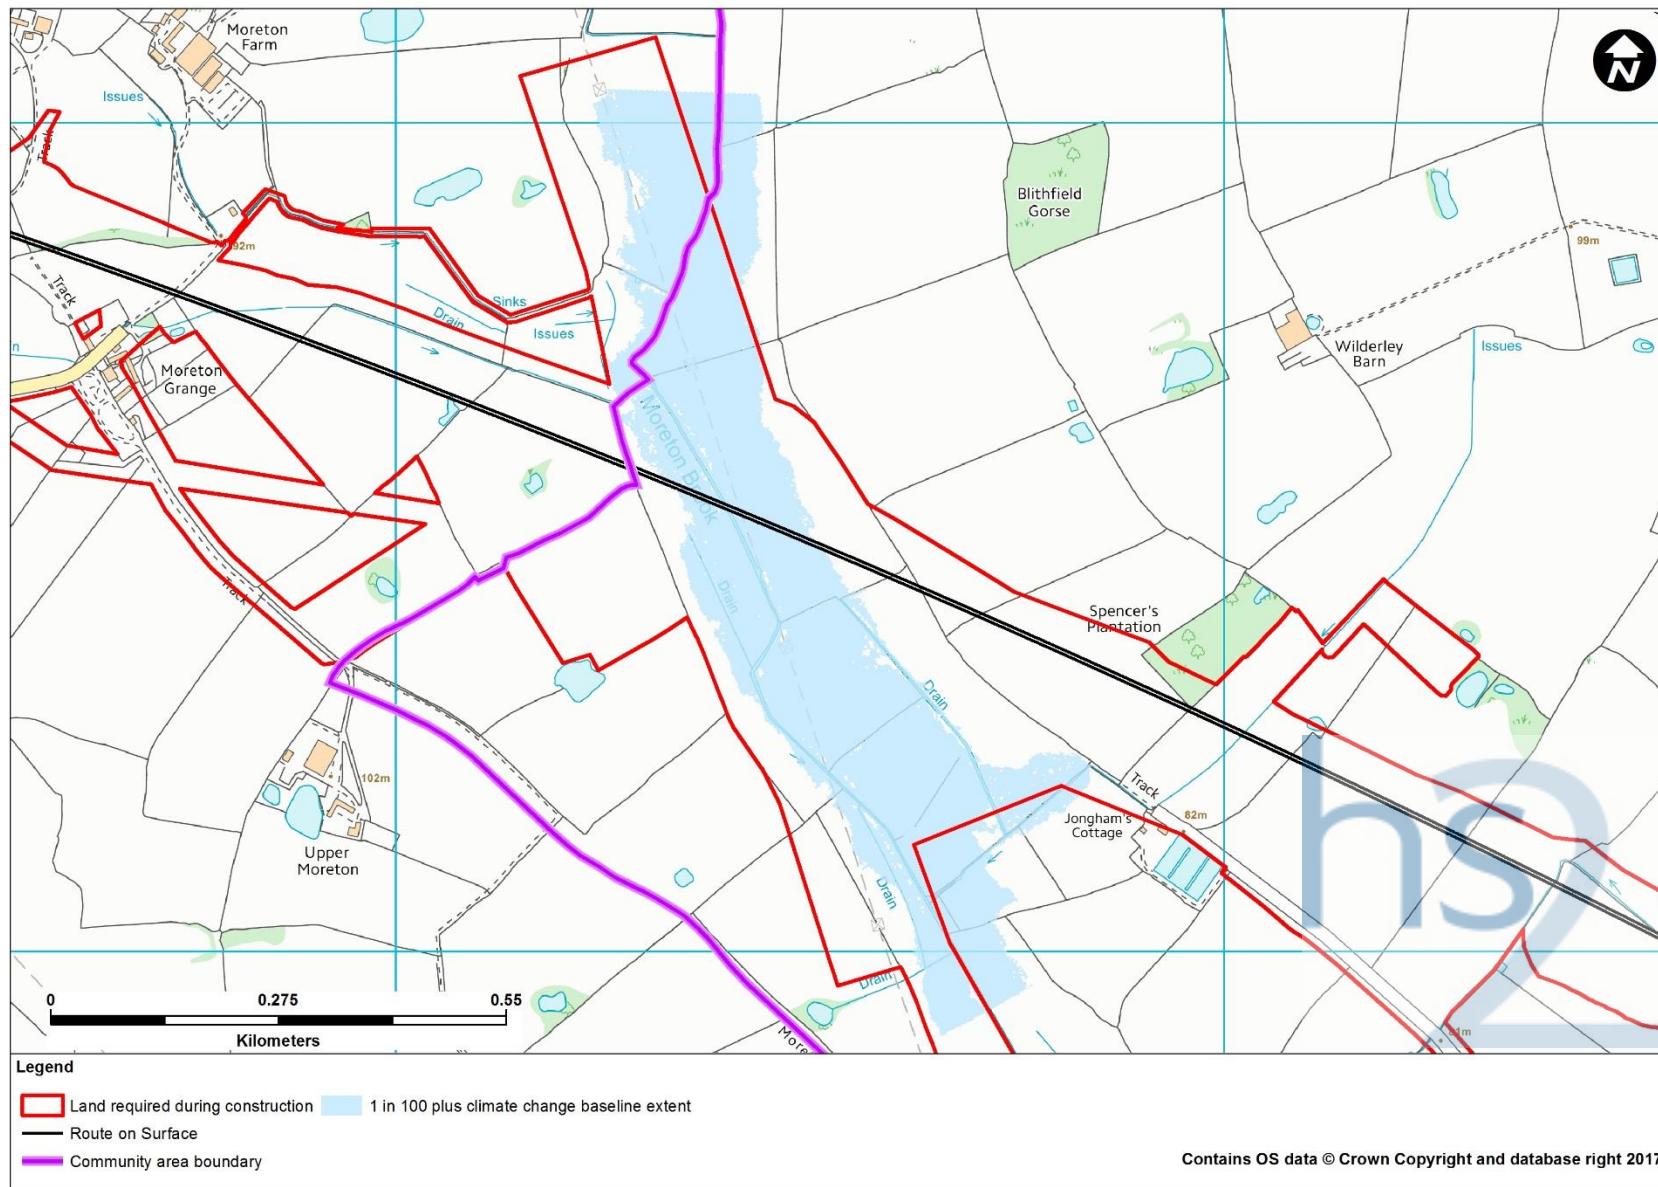 Moreton
Farm
N
Issues
Track
Blithfield
Gorse
92m
99m
Track
Sinks
Drain
Issues
Wilderley
Barn
Issues
Moreton
Grange
Moreton Brook
Drain
Track
Spencer's
Plantation
Drain
102m
Track
82m
Jongham's
Cottage
Upper
Moreton
Drain
hs2
Drain
0 0.275 0.55
Kilometers
81m
Legend
Land required during construction 1 in 100 plus climate change baseline extent
Route on Surface
Community area boundary
Contains OS data © Crown Copyright and database right 2017